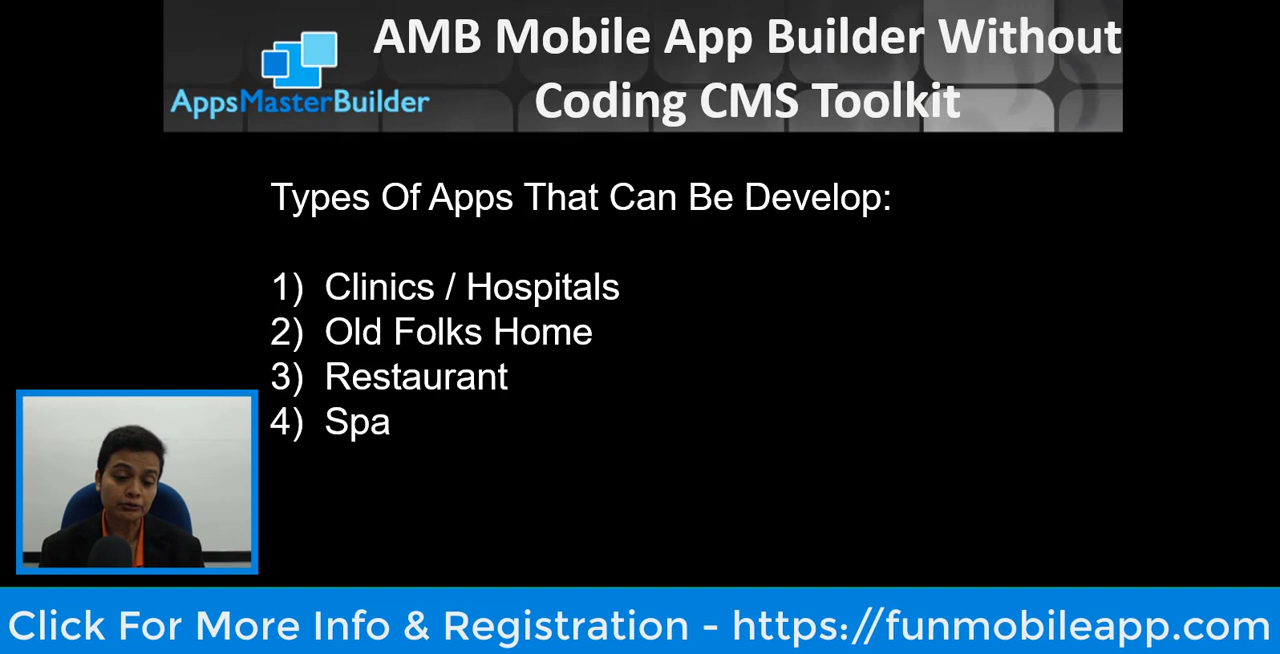 AMB Mobile App Builder Without
Coding CMS Toolkit
AppsMasterBuilder
Types Of Apps That Can Be Develop:
1) Clinics / Hospitals
2) Old Folks Home
3) Restaurant
4) Spa
Click For More Info & Registration - https://funmobileapp.com